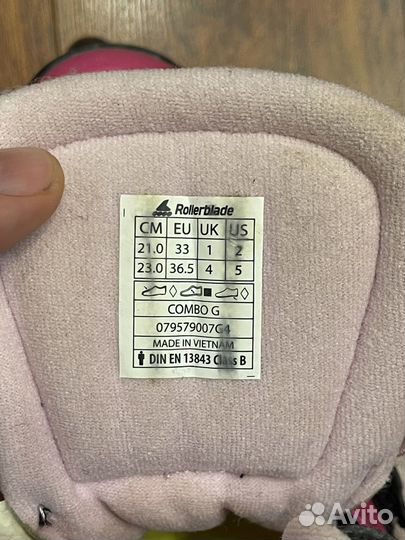 Rollerblade
CM EU UK US
21.0 33 1 2
23.0 36.5 4 5
COMBO G
079579007G4
MADE IN VIETNAM
DIN EN 13843 Class B
Avito